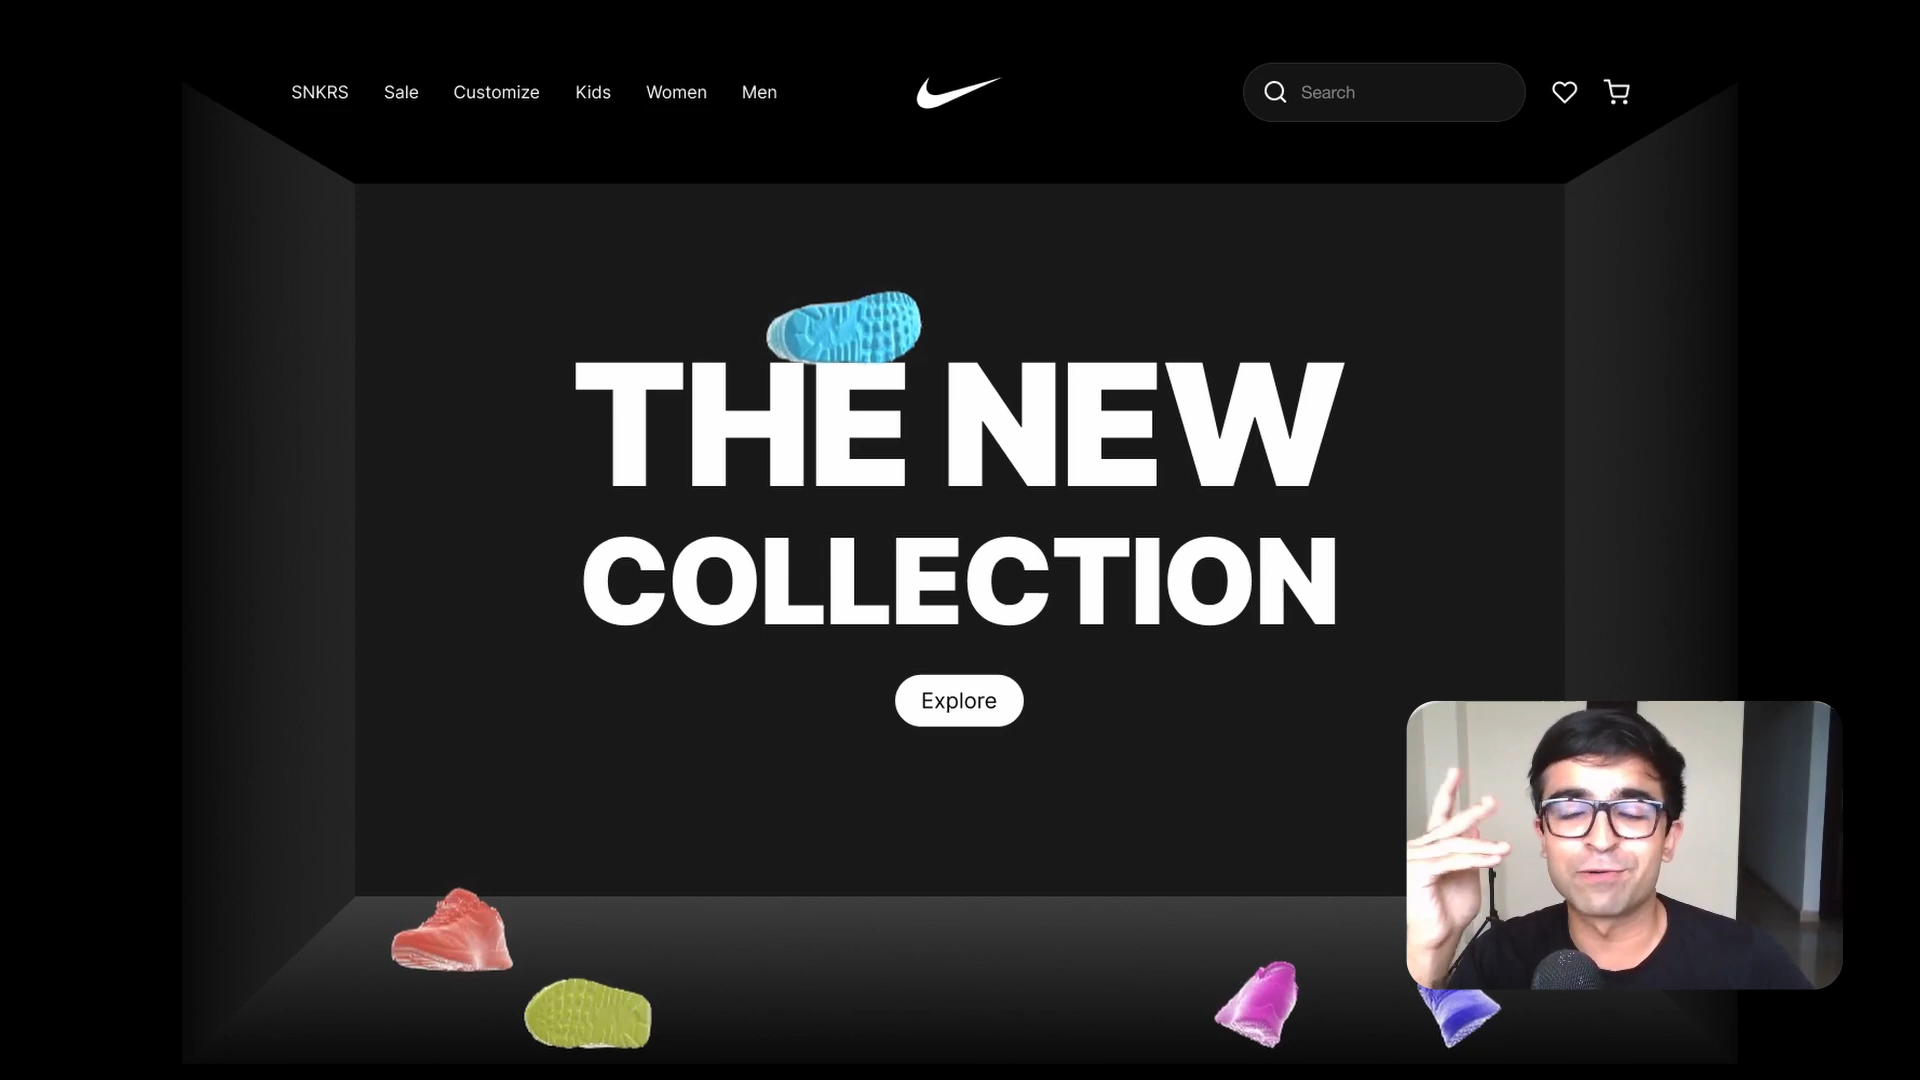 SNKRS Sale Customize Kids Women Men Search
THE NEW
COLLECTION
Explore